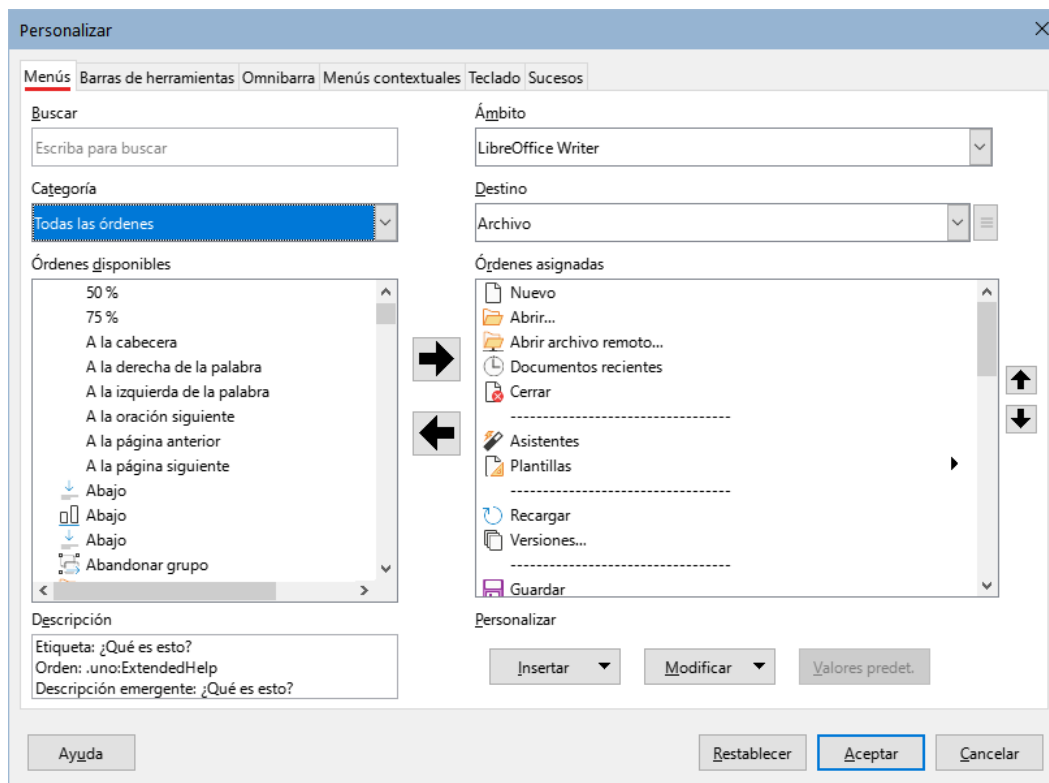 Personalizar
Menús Barras de herramientas Omnibarra Menús contextuales Teclado Sucesos
Buscar
Escriba para buscar
Categoría
Todas las órdenes
Órdenes disponibles
50 %
75 %
A la cabecera
A la derecha de la palabra
A la izquierda de la palabra
A la oración siguiente
A la página anterior
A la página siguiente
Abajo
Abajo
Abajo
Abandonar grupo
Descripción
Etiqueta: ¿Qué es esto?
Orden: .uno:ExtendedHelp
Descripción emergente: ¿Qué es esto?
Ámbito
LibreOffice Writer
Destino
Archivo
Órdenes asignadas
Nuevo
Abrir...
Abrir archivo remoto...
Documentos recientes
Cerrar
----------------------------------
Asistentes
Plantillas
----------------------------------
Recargar
Versiones...
----------------------------------
Guardar
Personalizar
Insertar Modificar Valores predet.
Ayuda Restablecer Aceptar Cancelar